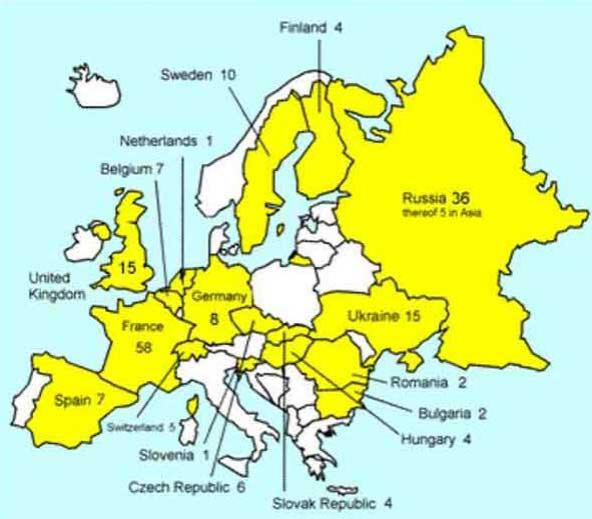 Finland 4
Sweden 10
Netherlands 1
Belgium 7
Russia 36
thereof 5 in Asia
15
United
Kingdom
Germany
8
Ukraine 15
France
58
Romania 2
Spain 7
Bulgaria 2
Switzerland 5
Hungary 4
Slovenia 1
Czech Republic 6
Slovak Republic 4